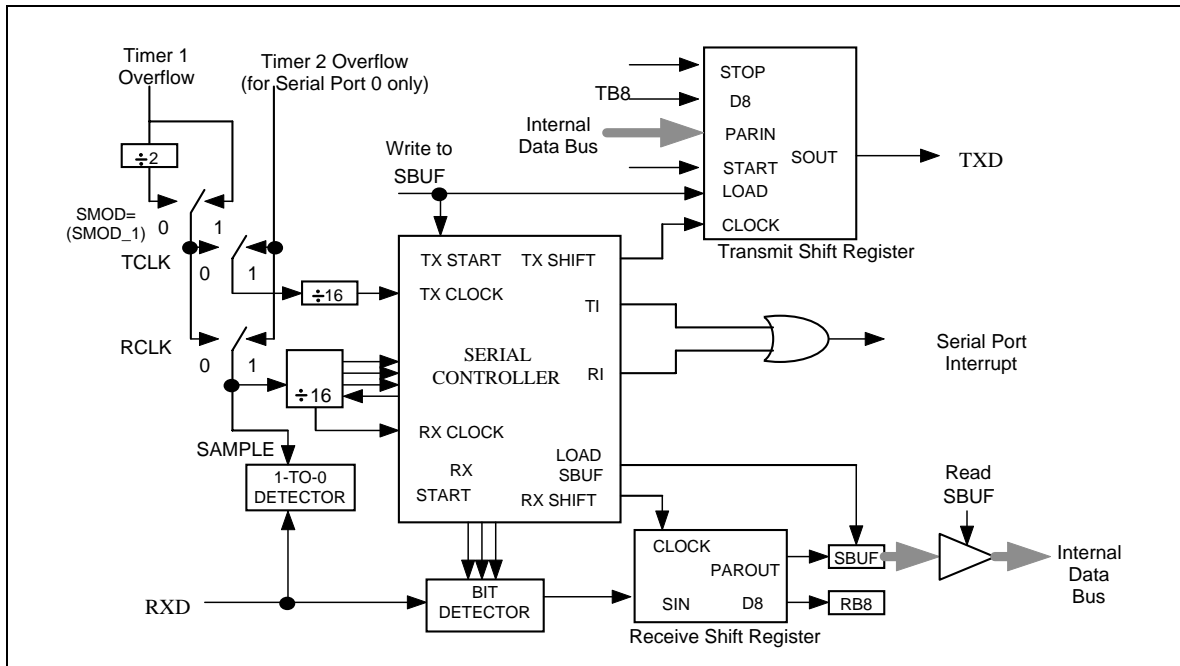 Timer 1
Overflow
Timer 2 Overflow
(for Serial Port 0 only)
÷2
SMOD=
(SMOD_1)
0
1
TCLK
0
1
÷16
RCLK
0
1
÷16
SAMPLE
1-TO-0
DETECTOR
RXD
Write to
SBUF
TX START
TX SHIFT
TX CLOCK
TI
SERIAL
CONTROLLER
RI
RX CLOCK
LOAD
SBUF
RX
START
RX SHIFT
BIT
DETECTOR
TB8
Internal
Data Bus
STOP
D8
PARIN
SOUT
START
LOAD
CLOCK
Transmit Shift Register
TXD
Serial Port
Interrupt
CLOCK
PAROUT
SIN
D8
Receive Shift Register
SBUF
RB8
Read
SBUF
Internal
Data
Bus